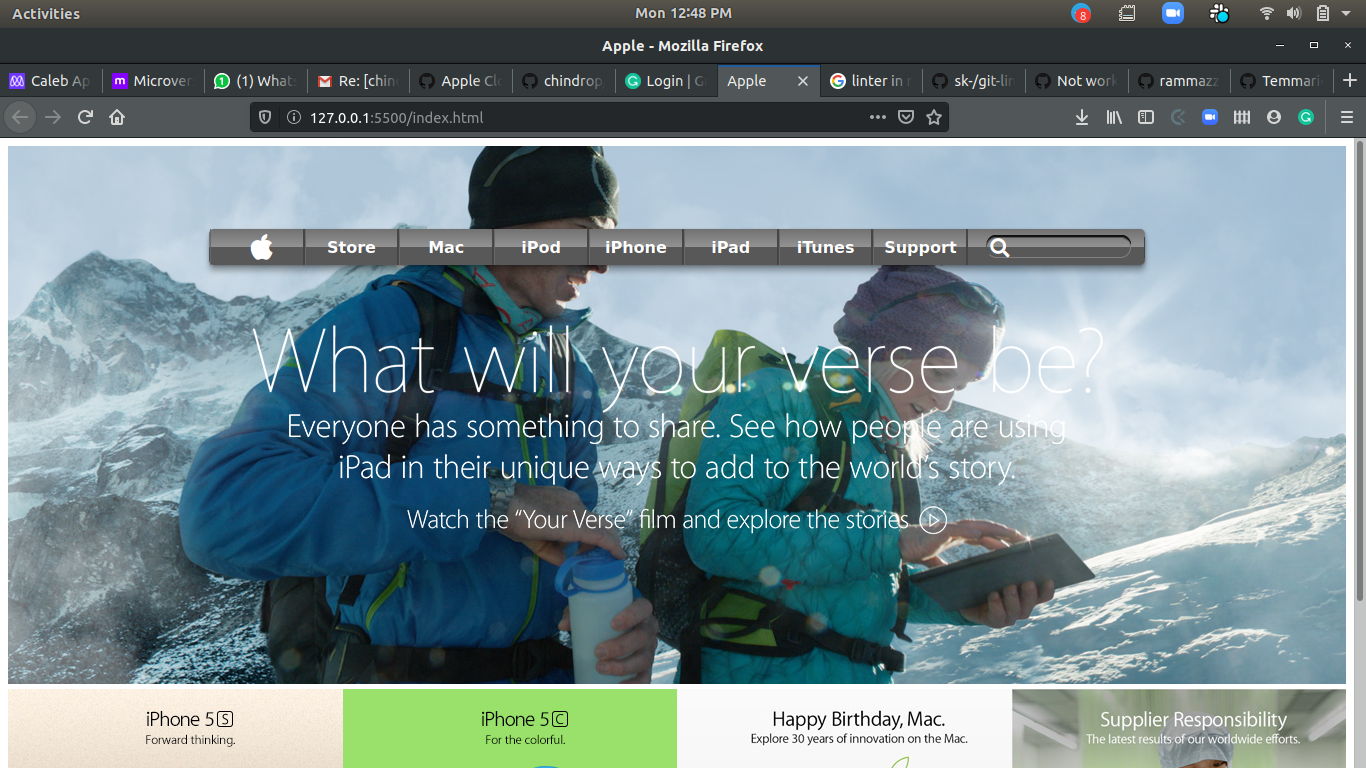 Activities
Mon 12:48 PM
8
Apple - Mozilla Firefox
Caleb Ap
Microver
(1) Whats
Re: [chin
Apple Cl
chindrop
Login | G
Apple
linter in r
sk-/git-lin
Not work
rammazz
Temmari
127.0.0.1:5500/index.html
Store
Mac
iPod
iPhone
iPad
iTunes
Support
What will your verse be?
Everyone has something to share. See how people are using
iPad in their unique ways to add to the world's story.
Watch the “Your Verse” film and explore the stories
iPhone 5S
Forward thinking.
iPhone 5C
For the colorful.
Happy Birthday, Mac.
Explore 30 years of innovation on the Mac.
Supplier Responsibility
The latest results of our worldwide efforts.